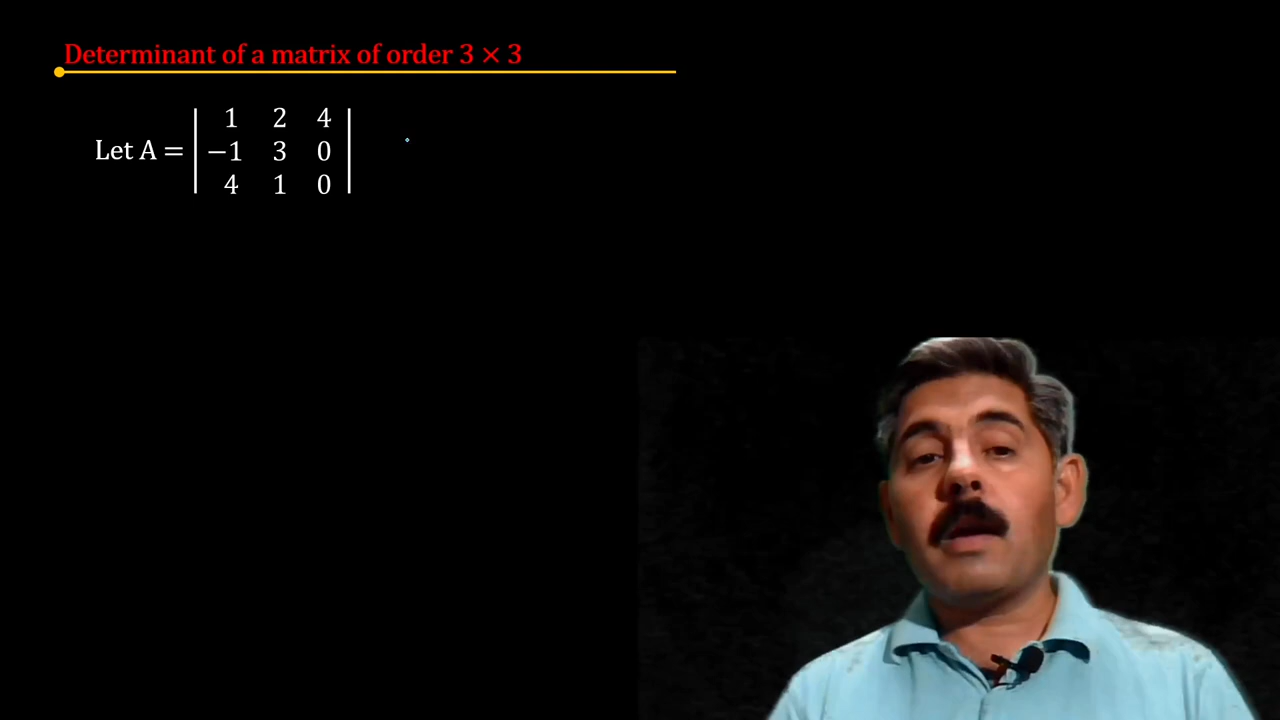 Determinant of a matrix of order 3 × 3
1 2 4
Let A = −1 3 0
4 1 0